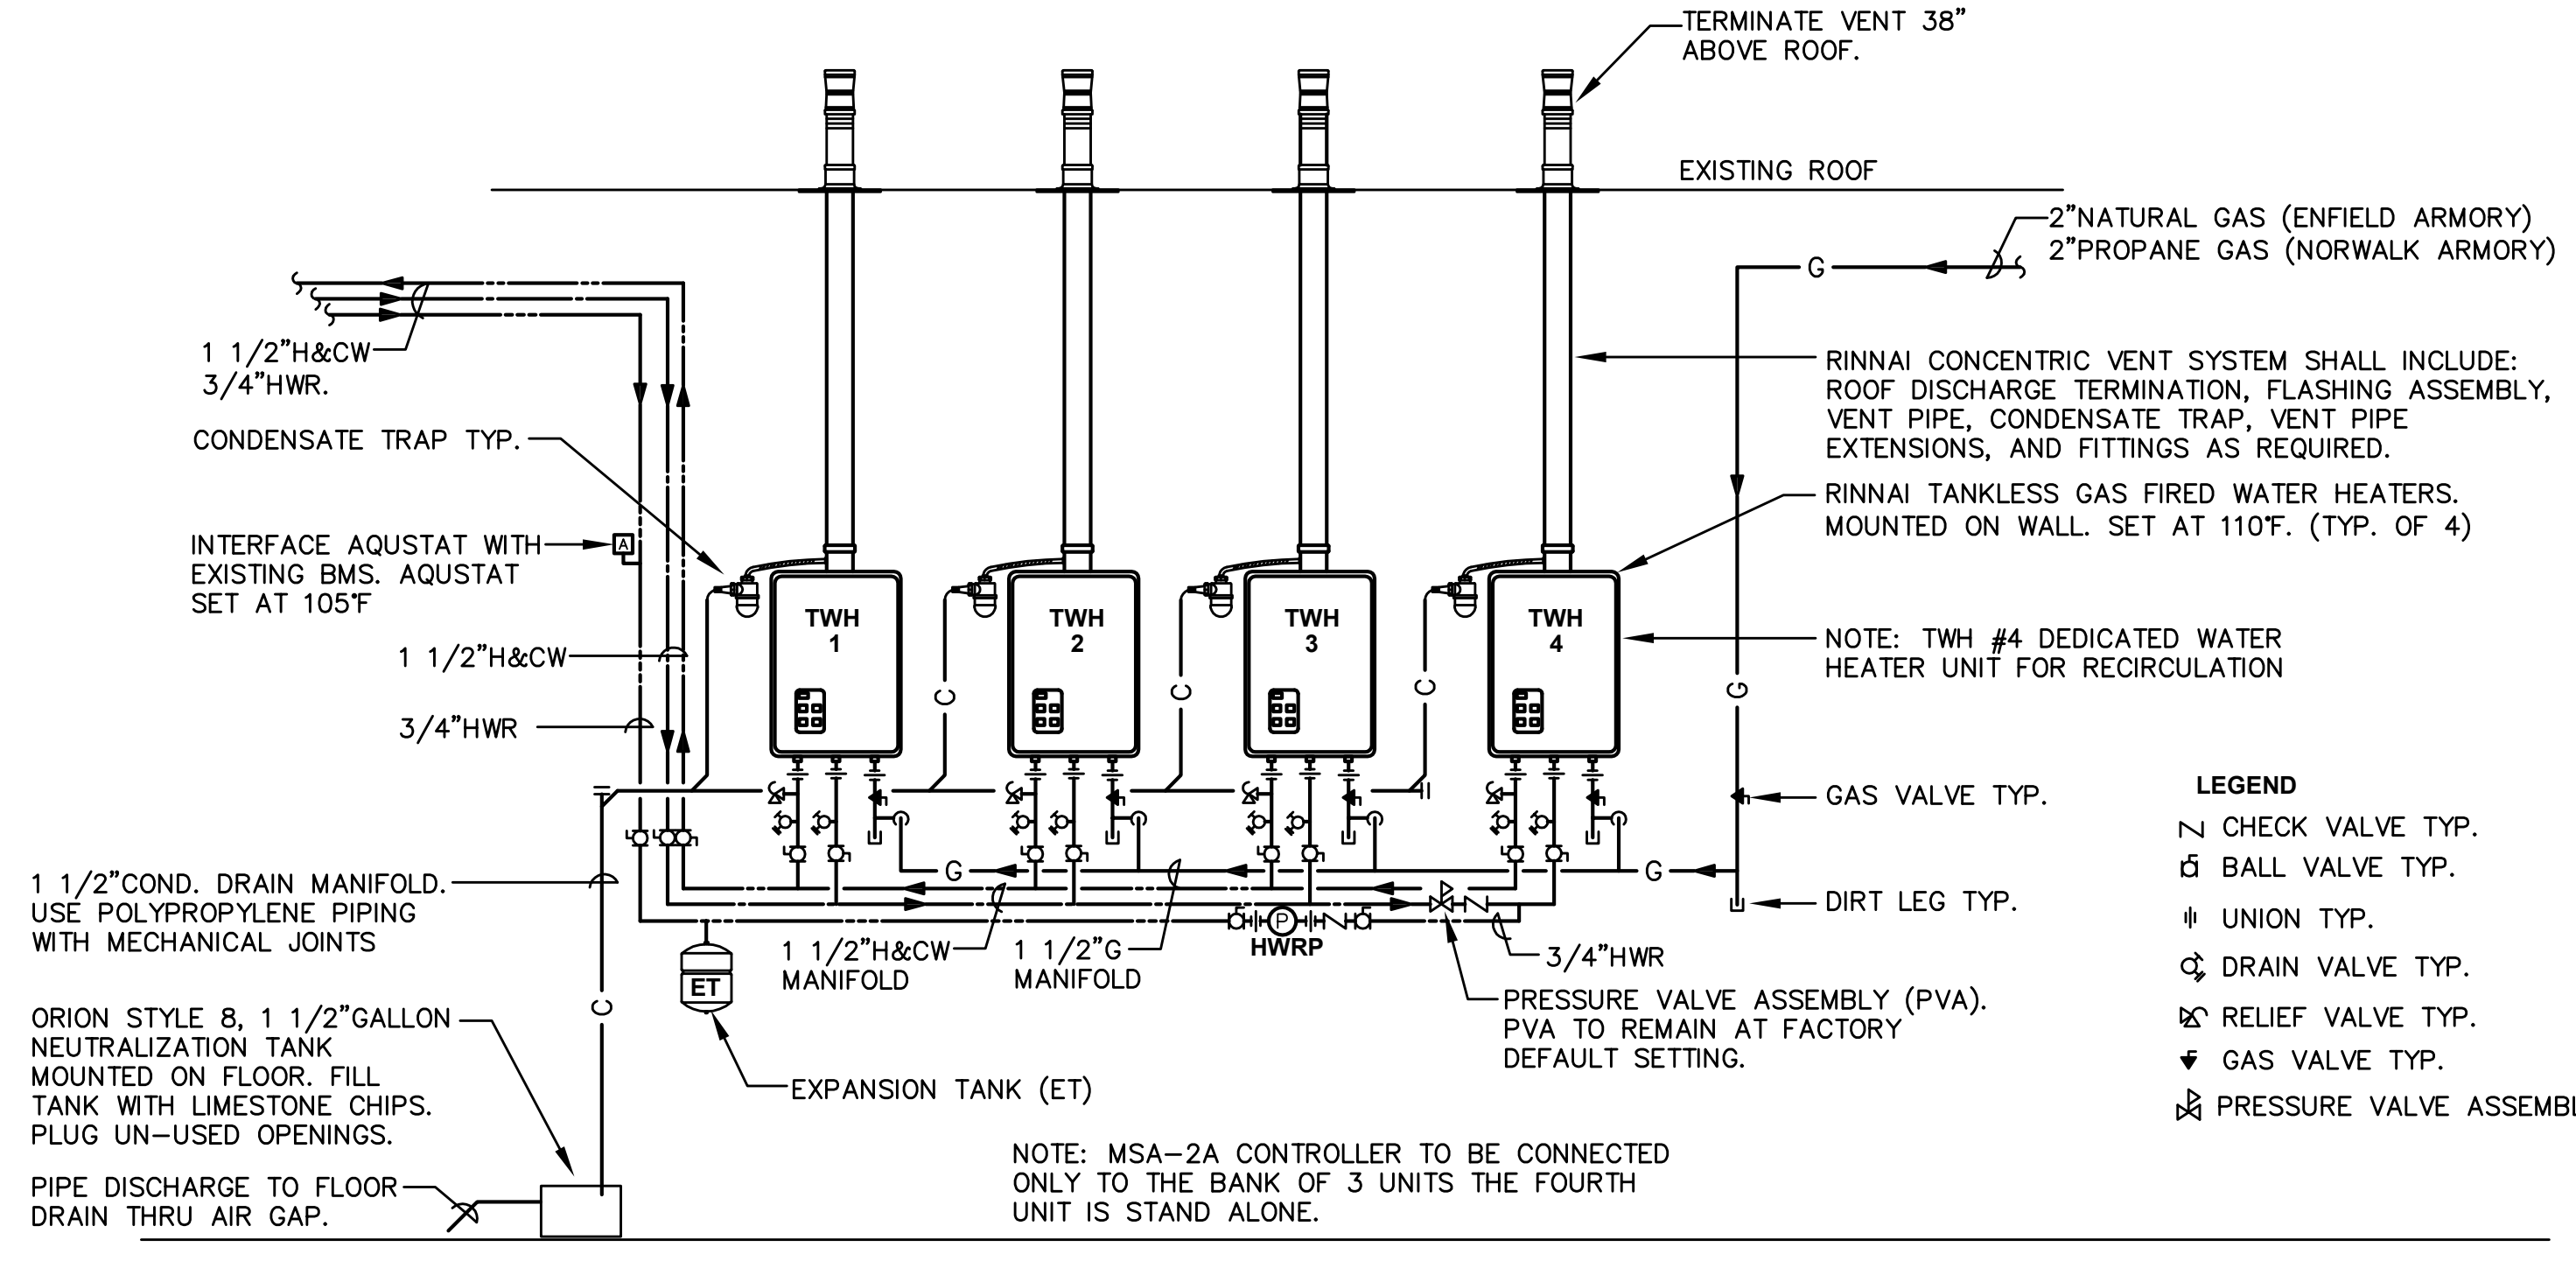 TERMINATE VENT 38”
ABOVE ROOF.
EXISTING ROOF
2”NATURAL GAS (ENFIELD ARMORY)
2”PROPANE GAS (NORWALK ARMORY)
G
1 1/2”H&CW
3/4”HWR.
RINNAI CONCENTRIC VENT SYSTEM SHALL INCLUDE:
ROOF DISCHARGE TERMINATION, FLASHING ASSEMBLY,
VENT PIPE, CONDENSATE TRAP, VENT PIPE
EXTENSIONS, AND FITTINGS AS REQUIRED.
CONDENSATE TRAP TYP.
RINNAI TANKLESS GAS FIRED WATER HEATERS.
MOUNTED ON WALL. SET AT 110°F. (TYP. OF 4)
INTERFACE AQUSTAT WITH
EXISTING BMS. AQUSTAT
SET AT 105°F
A
TWH
1
TWH
2
TWH
3
TWH
4
NOTE: TWH #4 DEDICATED WATER
HEATER UNIT FOR RECIRCULATION
1 1/2”H&CW
3/4”HWR
C
C
C
G
GAS VALVE TYP.
DIRT LEG TYP.
G
G
1 1/2”COND. DRAIN MANIFOLD.
USE POLYPROPYLENE PIPING
WITH MECHANICAL JOINTS
P
HWRP
1 1/2”H&CW
MANIFOLD
1 1/2”G
MANIFOLD
3/4”HWR
ET
C
PRESSURE VALVE ASSEMBLY (PVA).
PVA TO REMAIN AT FACTORY
DEFAULT SETTING.
ORION STYLE 8, 1 1/2”GALLON
NEUTRALIZATION TANK
MOUNTED ON FLOOR. FILL
TANK WITH LIMESTONE CHIPS.
PLUG UN-USED OPENINGS.
EXPANSION TANK (ET)
PIPE DISCHARGE TO FLOOR
DRAIN THRU AIR GAP.
NOTE: MSA-2A CONTROLLER TO BE CONNECTED
ONLY TO THE BANK OF 3 UNITS THE FOURTH
UNIT IS STAND ALONE.
LEGEND
CHECK VALVE TYP.
BALL VALVE TYP.
UNION TYP.
DRAIN VALVE TYP.
RELIEF VALVE TYP.
GAS VALVE TYP.
PRESSURE VALVE ASSEMBL